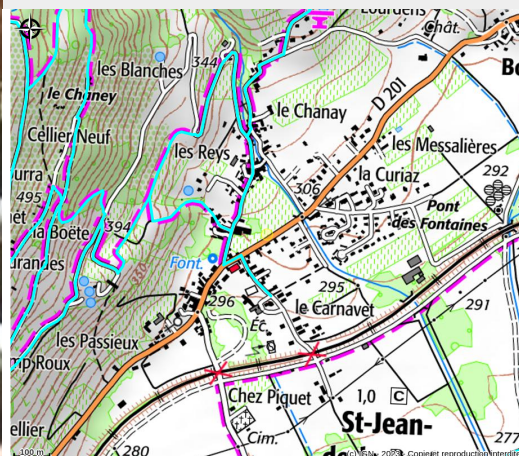 Lourdens
Chât.
les Blanches
344
le Chaney
le Chanay
D 201
Cellier Neuf
les Reys
les Messalières
292
306
la Curiaz
495
394
Pont
des Fontaines
la Boëte
Font.
295
291
296
le Carnavet
Éc.
les Passieux
Chez Piquet
1,0
C
St-Jean-
Cim.
277
280
100 m
(c) IGN - 2023 - Copie et reproduction interdite